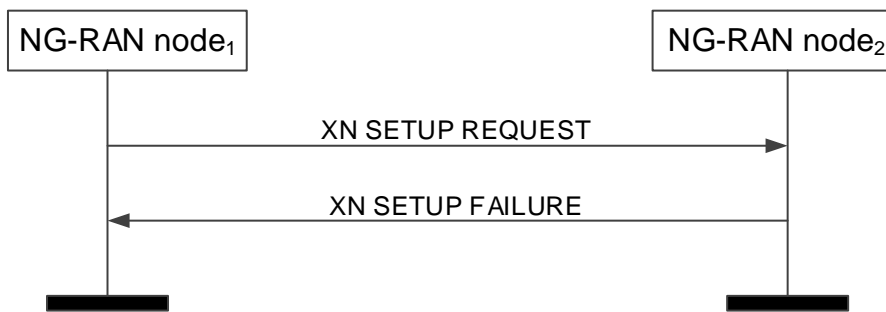 NG-RAN node₁
NG-RAN node₂
XN SETUP REQUEST
XN SETUP FAILURE